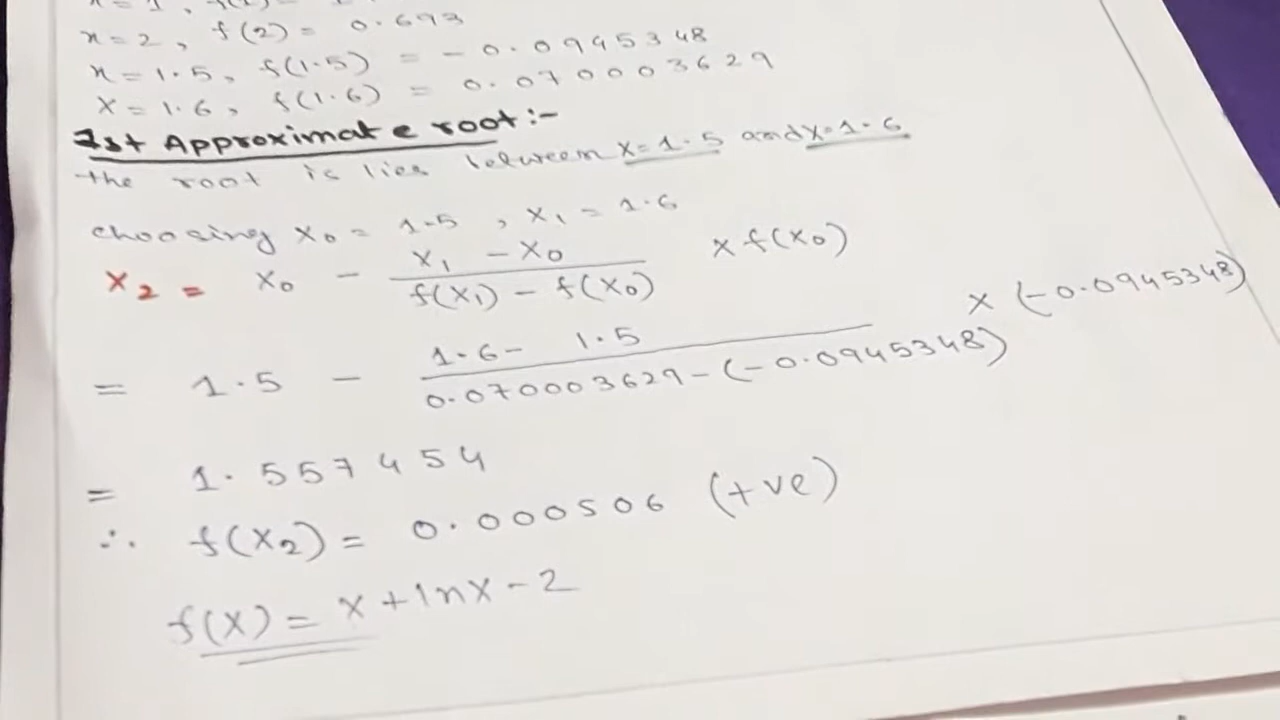 x=1, f(1)=
x=2, f(2)= 0.693
x=1.5, f(1.5) = -0.0945348
x=1.6, f(1.6) = 0.070003629
1st Approximate root:-
the root is lies between x=1.5 and x=1.6
choosing x₀= 1.5, x₁ = 1.6
x₂ = x₀ - (x₁ - x₀)/(f(x₁) - f(x₀)) × f(x₀)
= 1.5 - (1.6 - 1.5)/(0.070003629-(-0.0945348)) × (-0.0945348)
= 1.557454
∴ f(x₂) = 0.000506 (+ve)
f(x) = x + lnx - 2